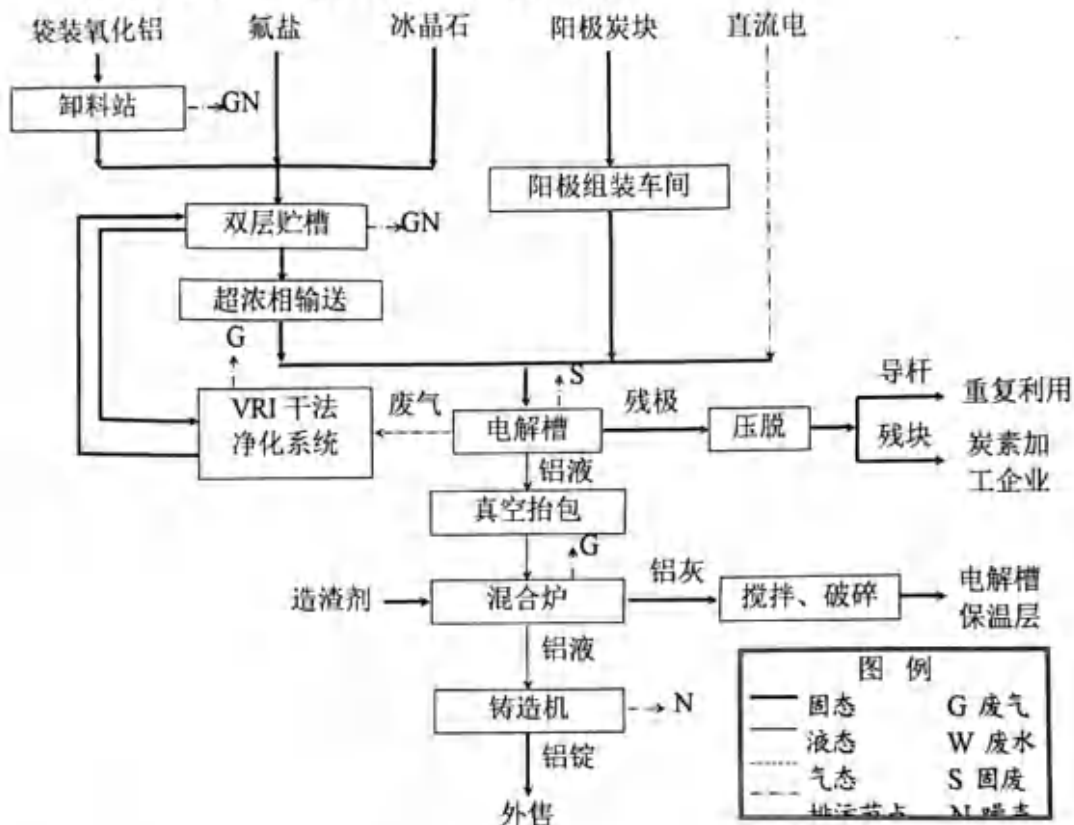 袋装氧化铝 氟盐 冰晶石 阳极炭块 直流电
卸料站 GN
阳极组装车间
双层贮槽 GN
超浓相输送
G
S
VRI 干法
净化系统
废气
电解槽
残极
压脱
导杆
重复利用
残块
炭素加
工企业
铝液
真空抬包
G
造渣剂
混合炉
铝灰
搅拌、破碎
电解槽
保温层
铝液
铸造机
N
铝锭
外售
图 例
固态 G 废气
液态 W 废水
气态 S 固废
排污节点 N 噪声